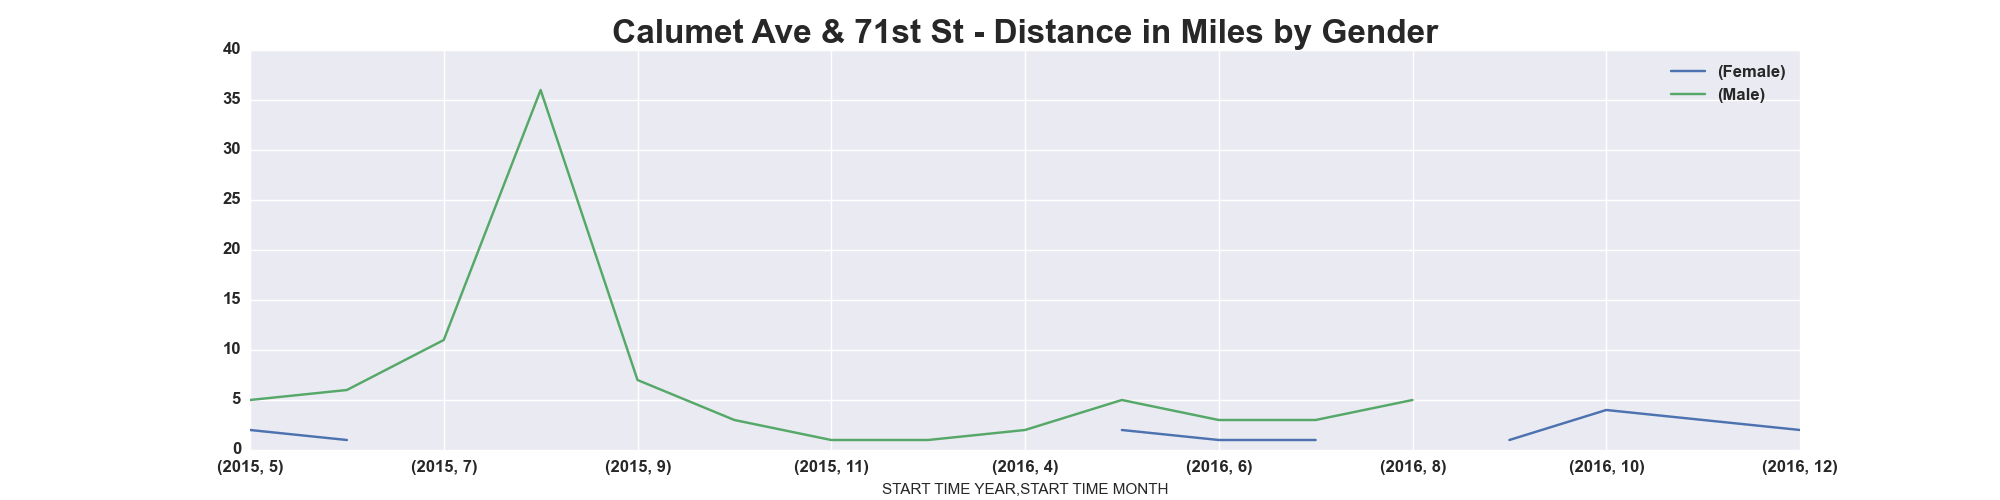 Calumet Ave & 71st St - Distance in Miles by Gender
40
35
30
25
20
15
10
5
0
(Female)
(Male)
(2015, 5) (2015, 7) (2015, 9) (2015, 11) (2016, 4) (2016, 6) (2016, 8) (2016, 10) (2016, 12)
START TIME YEAR,START TIME MONTH